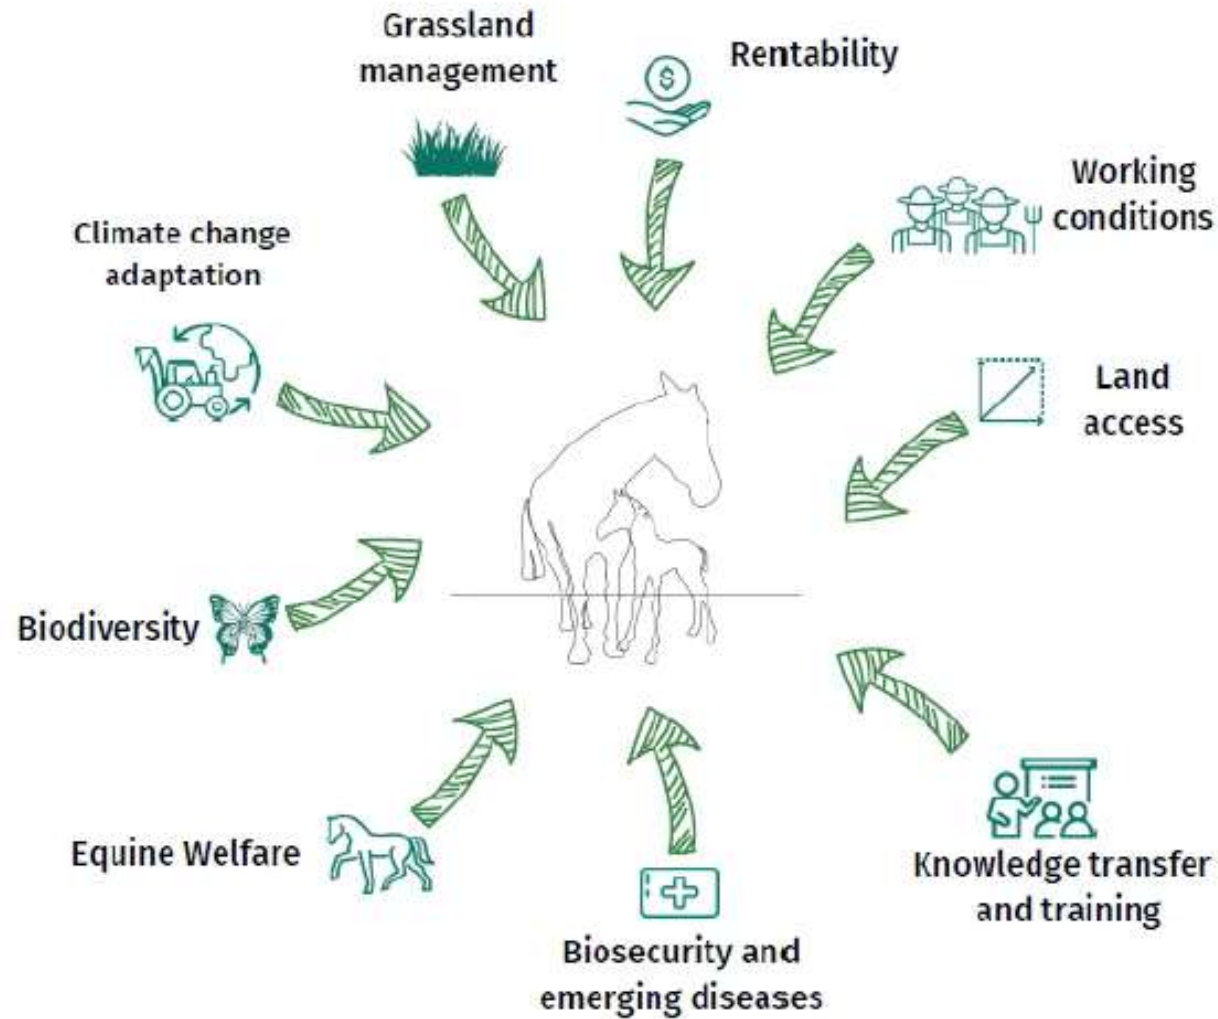 Grassland
management
Rentability
Working
conditions
Climate change
adaptation
Land
access
Biodiversity
Equine Welfare
Knowledge transfer
and training
Biosecurity and
emerging diseases